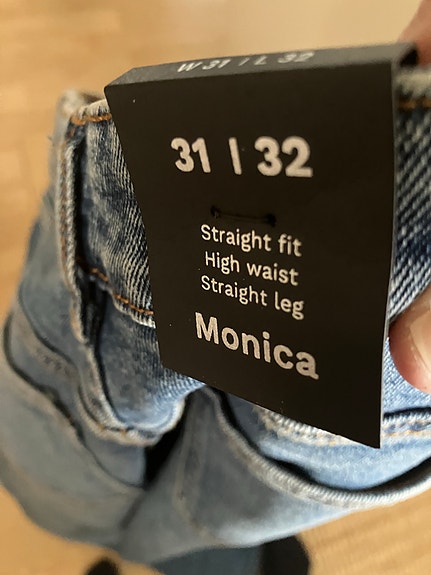 W 31 / L 32
31 | 32
Straight fit
High waist
Straight leg
Monica